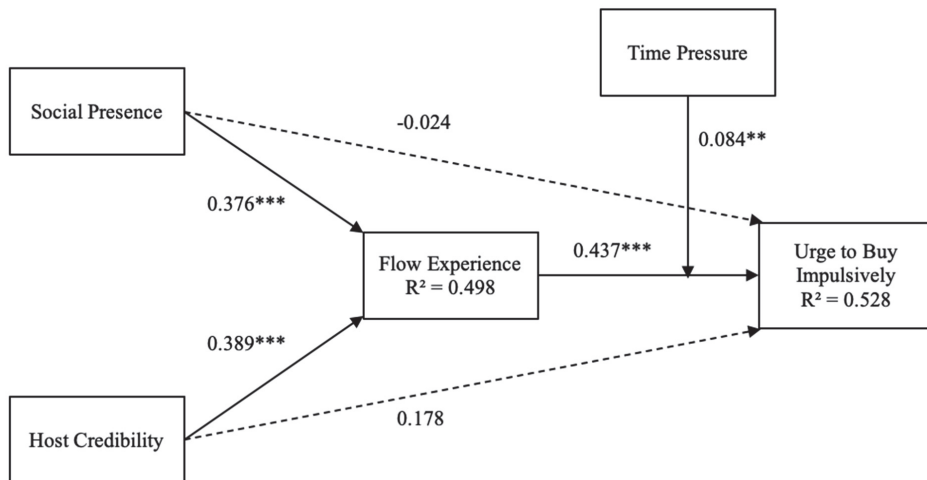 Time Pressure
Social Presence
-0.024
0.084**
0.376***
Flow Experience
R² = 0.498
0.437***
Urge to Buy
Impulsively
R² = 0.528
0.389***
0.178
Host Credibility